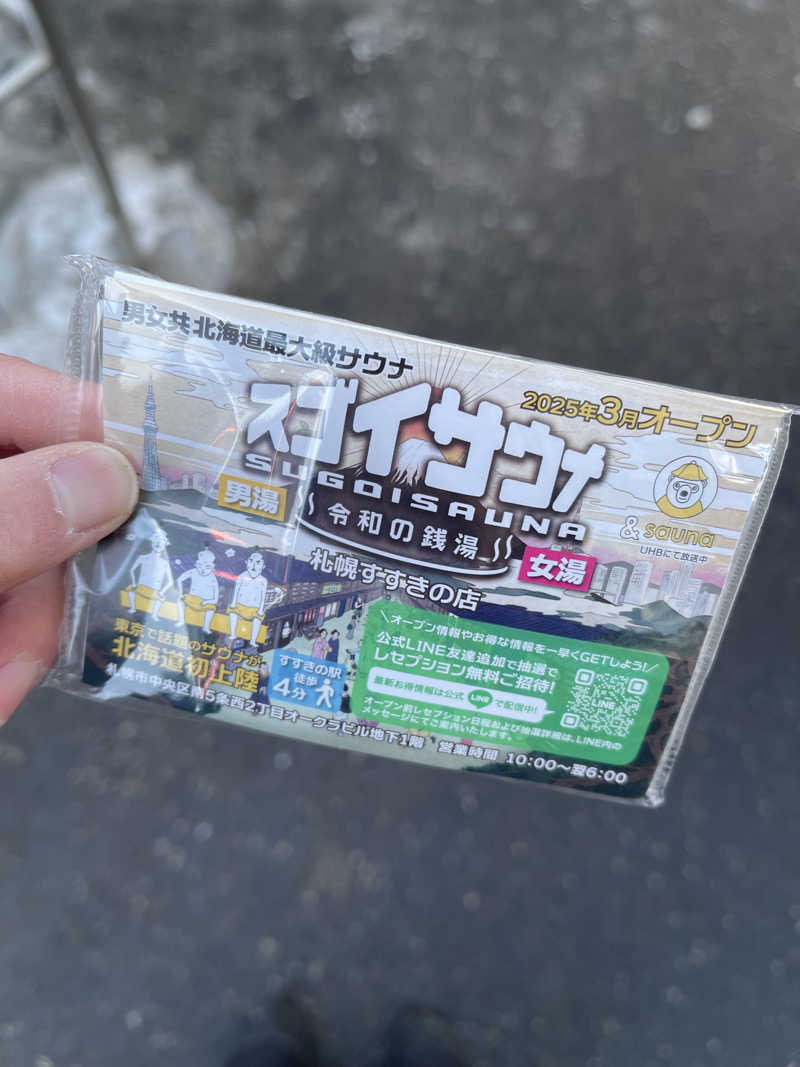 男女共北海道最大級サウナ
2025年3月オープン
スゴイサウナ
SUGOISAUNA
令和の銭湯
男湯
女湯
札幌すすきの店
&sauna
UHBにて放送中
東京で話題のサウナが
北海道初上陸
すすきの駅
徒歩
4分
\オープン情報やお得な情報を一早くGETしよう!/
公式LINE友達追加で抽選で
レセプション無料ご招待!
最新お得情報は公式 LINE で配信中!
オープン前レセプション日程および抽選詳細は、LINE内の
メッセージにてご案内いたします。
LINE
札幌市中央区南5条西2丁目オークラビル地下1階 営業時間 10:00〜翌6:00